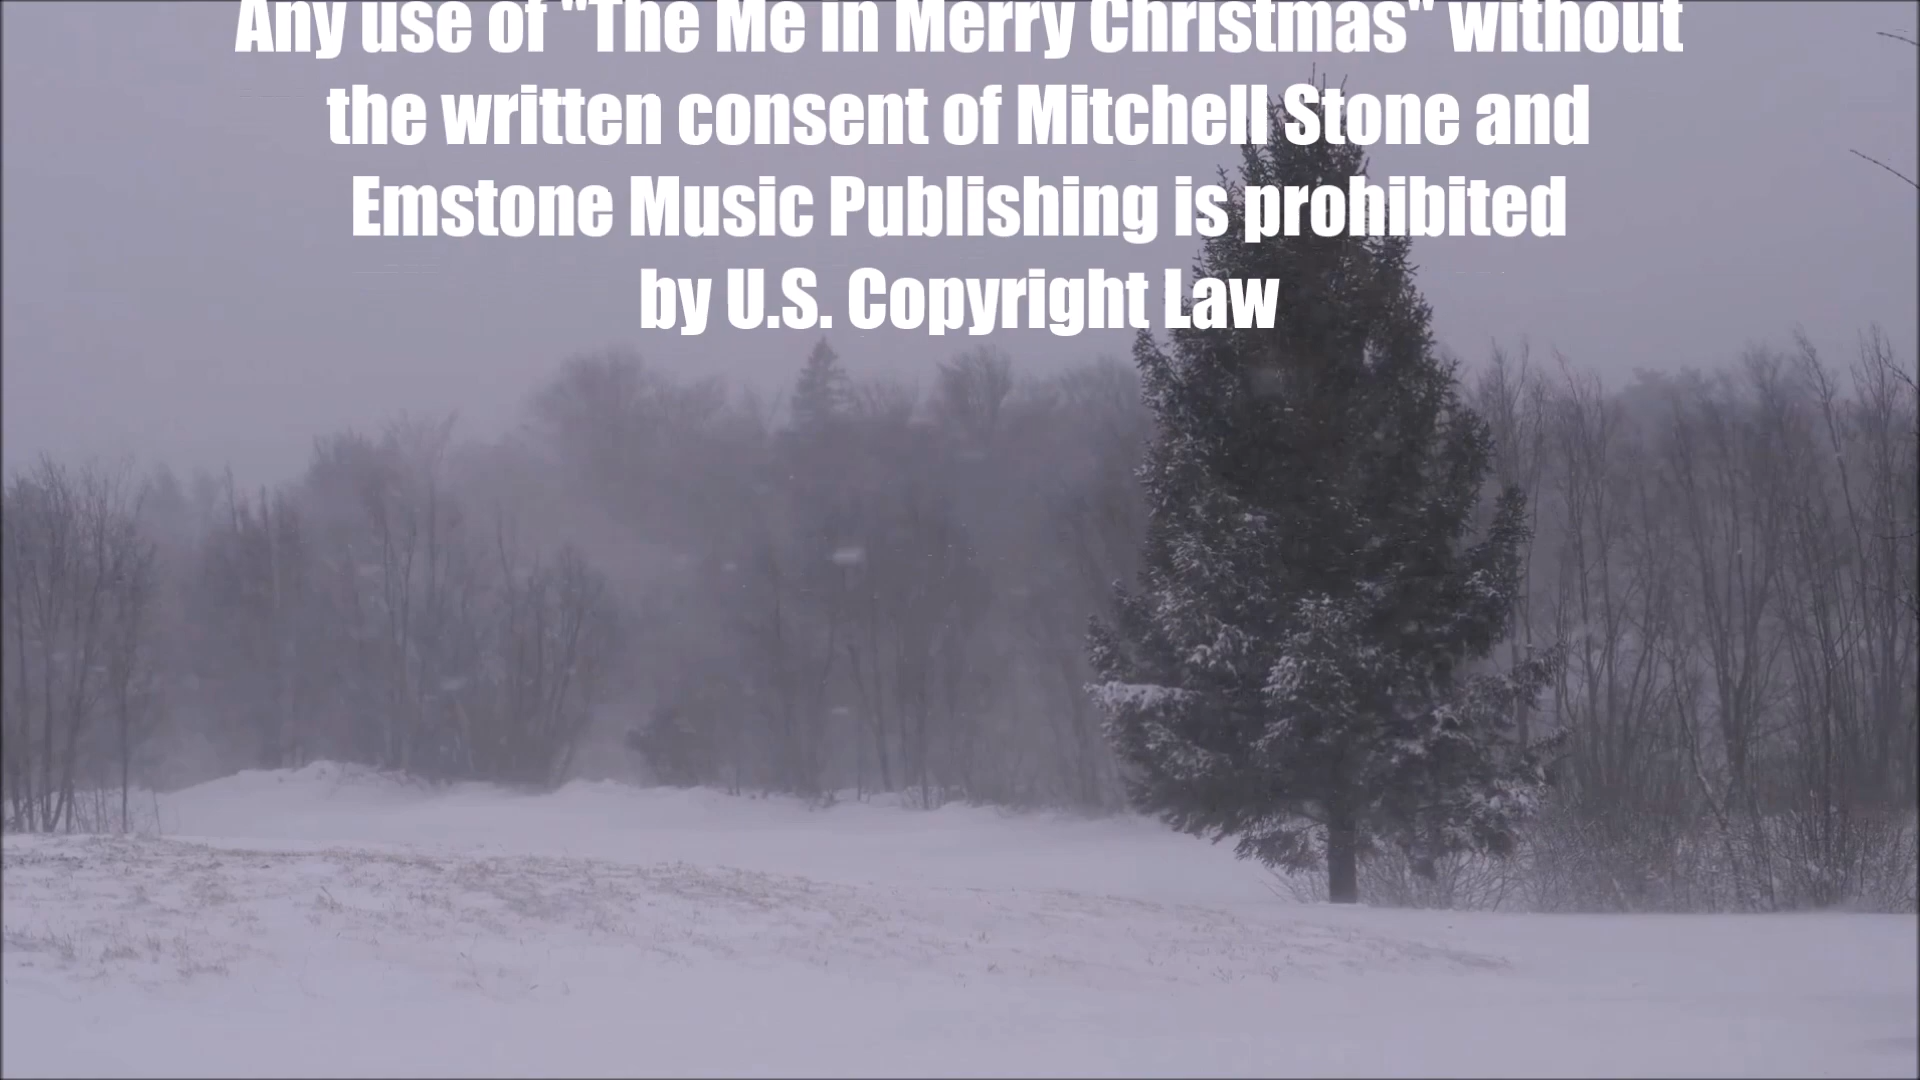 Any use of "The Me in Merry Christmas" without
the written consent of Mitchell Stone and
Emstone Music Publishing is prohibited
by U.S. Copyright Law